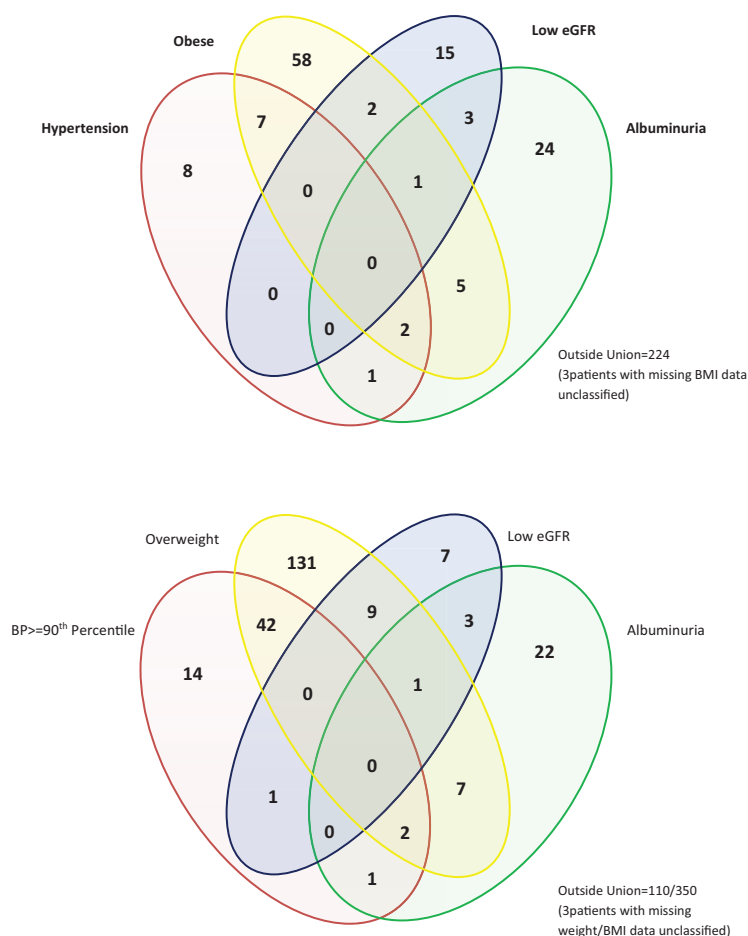 Obese
58
15
Low eGFR
7
2
3
Hypertension
Albuminuria
8
24
0
1
0
0
5
0
2
1
Outside Union=224
(3patients with missing BMI data
unclassified)
Overweight
131
7
Low eGFR
42
9
3
BP>=90th Percentile
Albuminuria
14
22
0
1
0
1
7
0
2
1
Outside Union=110/350
(3patients with missing
weight/BMI data unclassified)